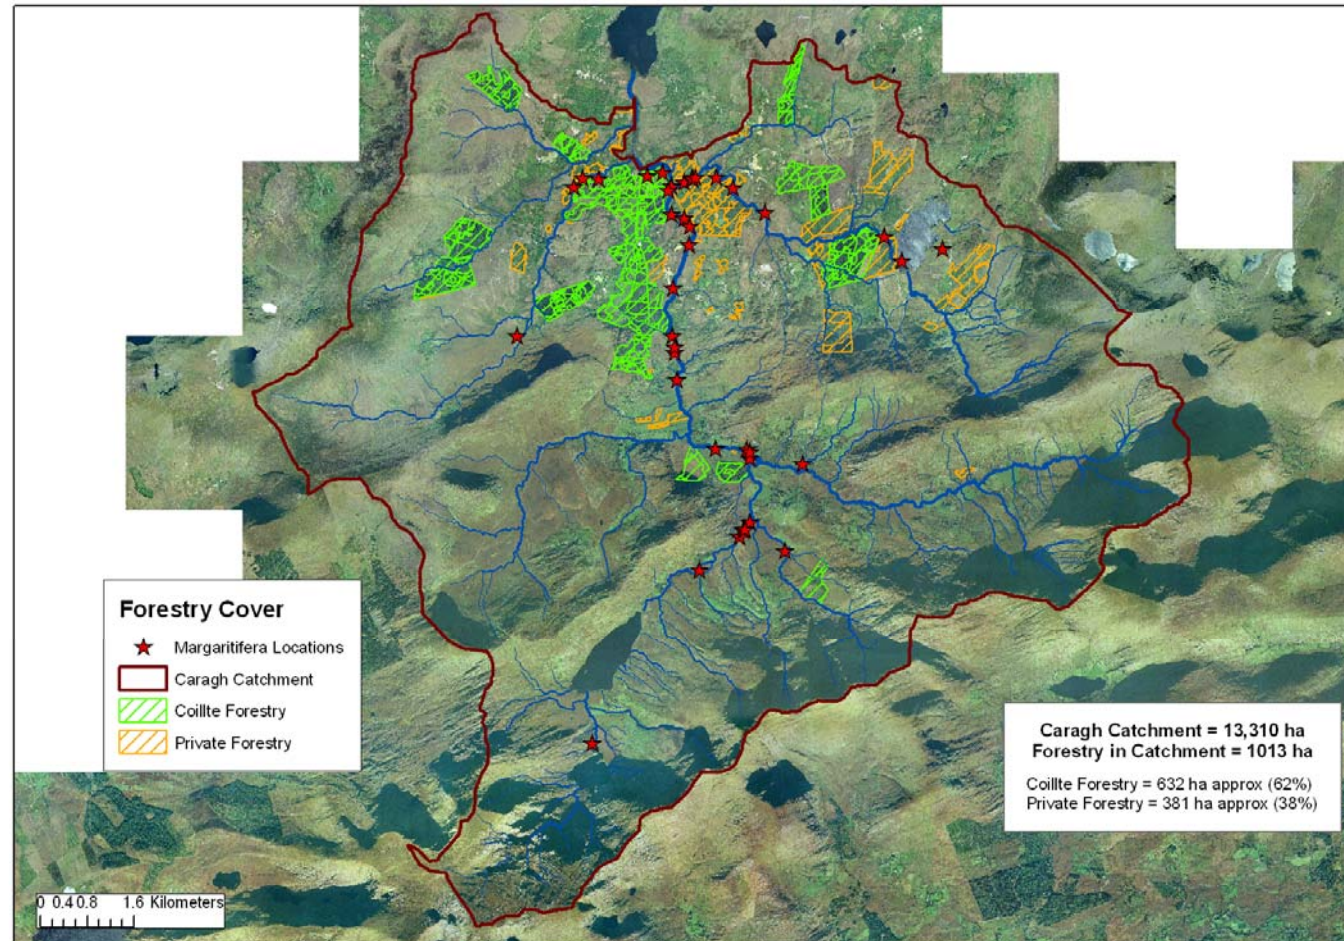 Forestry Cover
Margaritifera Locations
Caragh Catchment
Coillte Forestry
Private Forestry
Caragh Catchment = 13,310 ha
Forestry in Catchment = 1013 ha
Coillte Forestry = 632 ha approx (62%)
Private Forestry = 381 ha approx (38%)
0 0.4 0.8 1.6 Kilometers